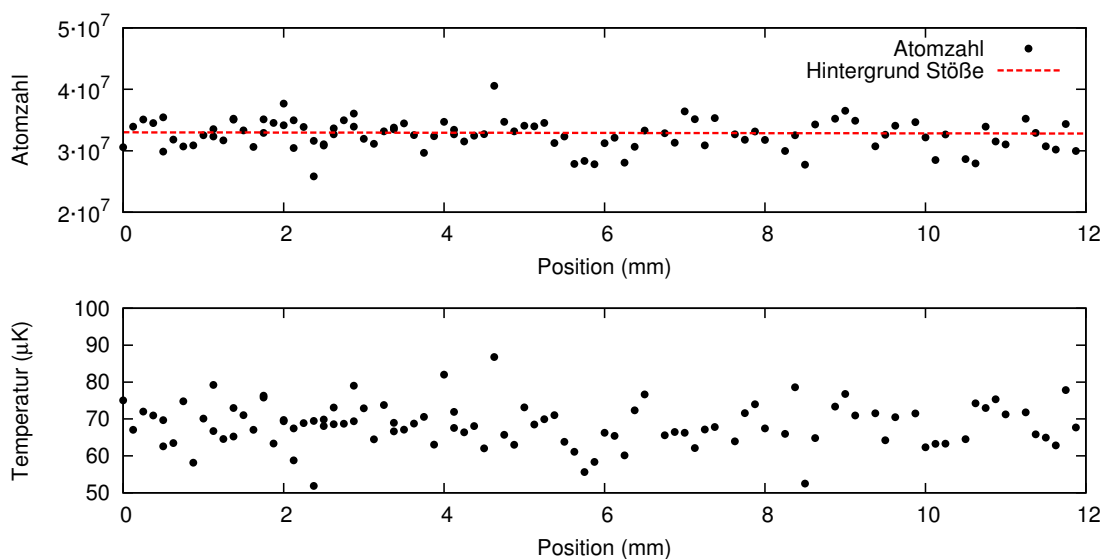 5·10⁷
4·10⁷
3·10⁷
2·10⁷
Atomzahl
Atomzahl
Hintergrund Stöße
0 2 4 6 8 10 12
Position (mm)
100
90
80
70
60
50
Temperatur (µK)
0 2 4 6 8 10 12
Position (mm)